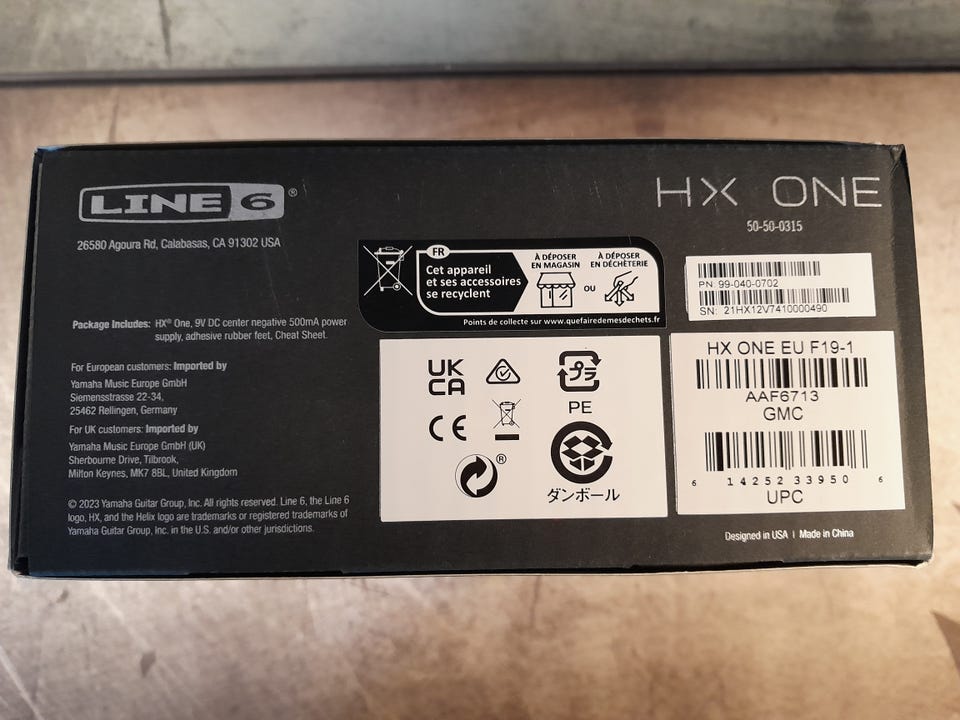 LINE 6®
26580 Agoura Rd, Calabasas, CA 91302 USA
HX ONE
50-50-0315
FR
Cet appareil
et ses accessoires
se recyclent
À DÉPOSER
EN MAGASIN
OU
À DÉPOSER
EN DÉCHÈTERIE
Points de collecte sur www.quefairedemesdechets.fr
PN: 99-040-0702
SN: 21HX12V7410000490
Package Includes: HX® One, 9V DC center negative 500mA power
supply, adhesive rubber feet, Cheat Sheet.
For European customers: Imported by
Yamaha Music Europe GmbH
Siemensstrasse 22-34,
25462 Rellingen, Germany
For UK customers: Imported by
Yamaha Music Europe GmbH (UK)
Sherbourne Drive, Tilbrook,
Milton Keynes, MK7 8BL, United Kingdom
© 2023 Yamaha Guitar Group, Inc. All rights reserved. Line 6, the Line 6
logo, HX, and the Helix logo are trademarks or registered trademarks of
Yamaha Guitar Group, Inc. in the U.S. and/or other jurisdictions.
UK
CA
CE
®
プラ
PE
ダンボール
HX ONE EU F19-1
AAF6713
GMC
6 14252 33950 6
UPC
Designed in USA | Made in China